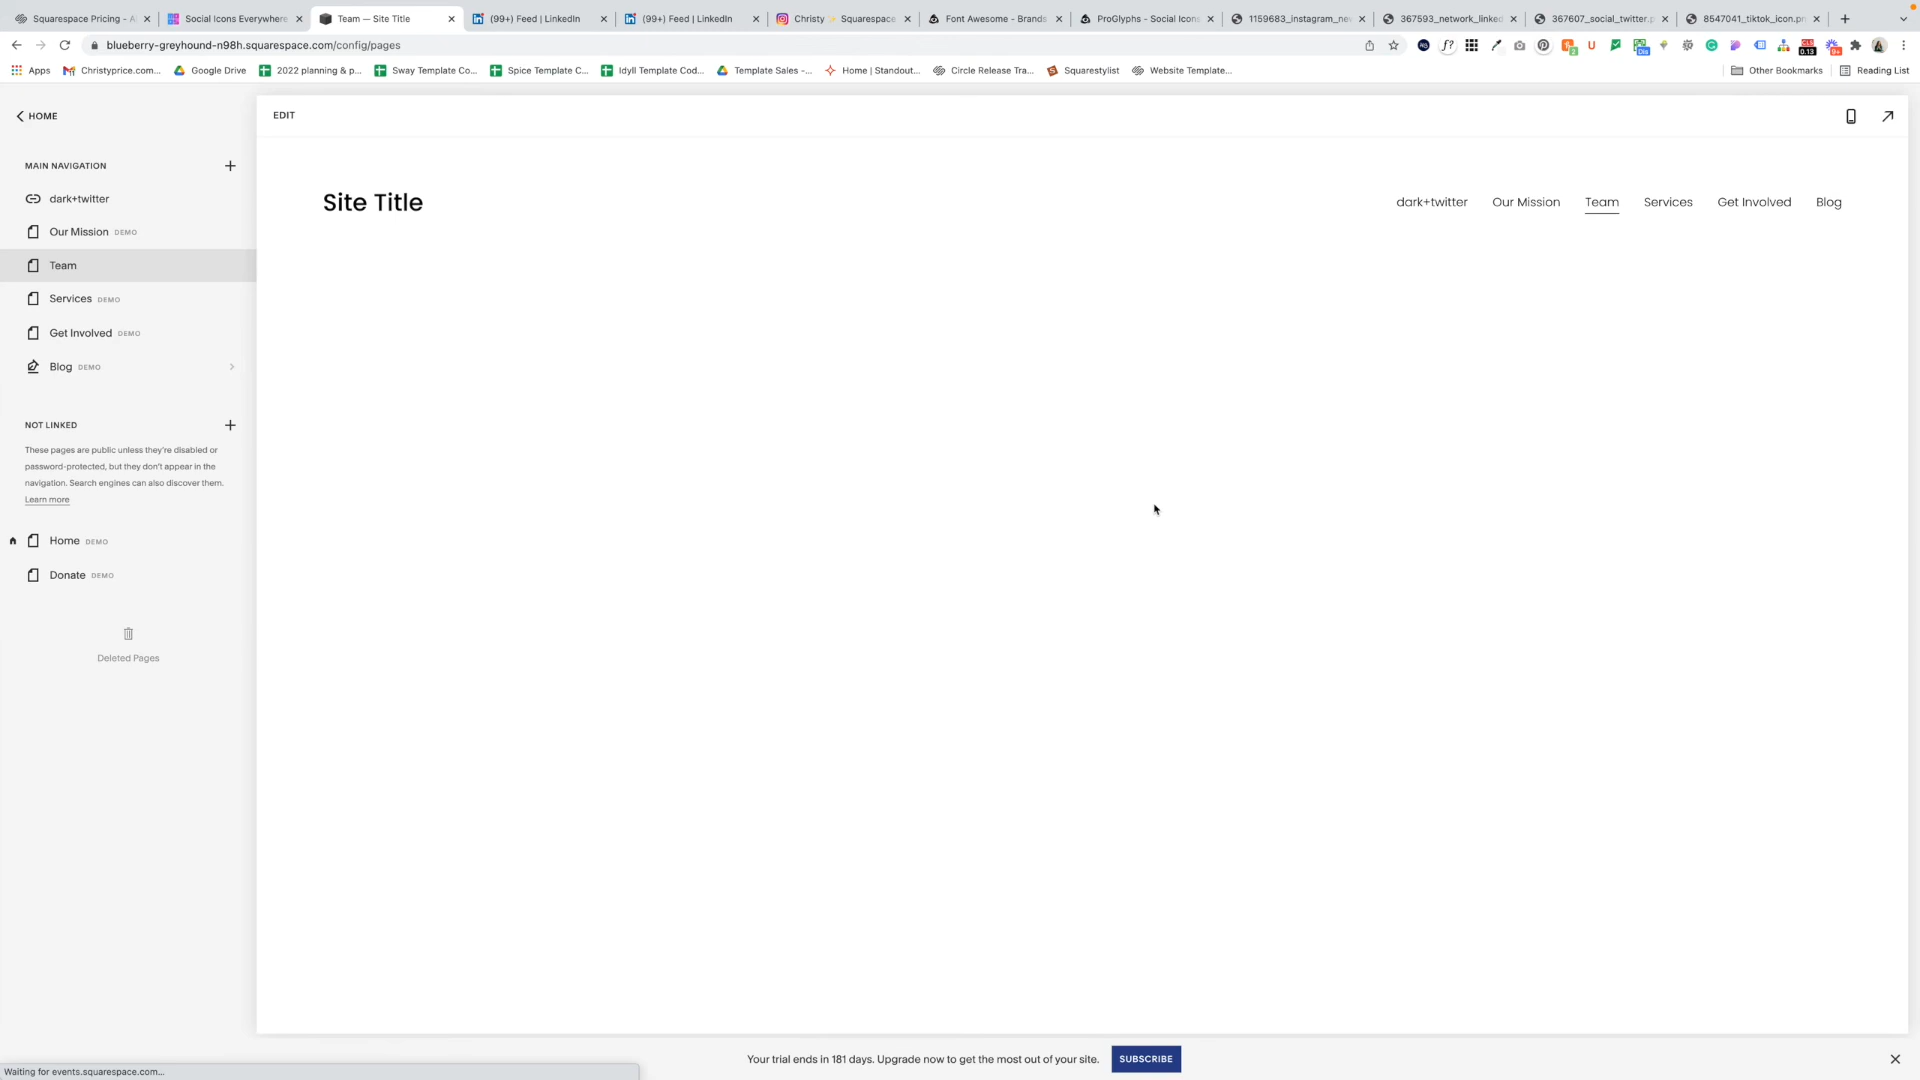 Squarespace Pricing - A
Social Icons Everywhere
Team — Site Title
(99+) Feed | LinkedIn
(99+) Feed | LinkedIn
Christy ✨ Squarespace
Font Awesome - Brands
ProGlyphs - Social Icons
1159683_instagram_ne
367593_network_linked
367607_social_twitter.p
8547041_tiktok_icon.pn
blueberry-greyhound-n98h.squarespace.com/config/pages
Apps
Christyprice.com...
Google Drive
2022 planning & p...
Sway Template Co...
Spice Template C...
Idyll Template Cod...
Template Sales -...
Home | Standout...
Circle Release Tra...
Squarestylist
Website Template...
Other Bookmarks
Reading List
HOME
EDIT
MAIN NAVIGATION
dark+twitter
Our Mission DEMO
Team
Services DEMO
Get Involved DEMO
Blog DEMO
Site Title
dark+twitter Our Mission Team Services Get Involved Blog
NOT LINKED
These pages are public unless they're disabled or
password-protected, but they don't appear in the
navigation. Search engines can also discover them.
Learn more
Home DEMO
Donate DEMO
Deleted Pages
Your trial ends in 181 days. Upgrade now to get the most out of your site.
SUBSCRIBE
Waiting for events.squarespace.com...